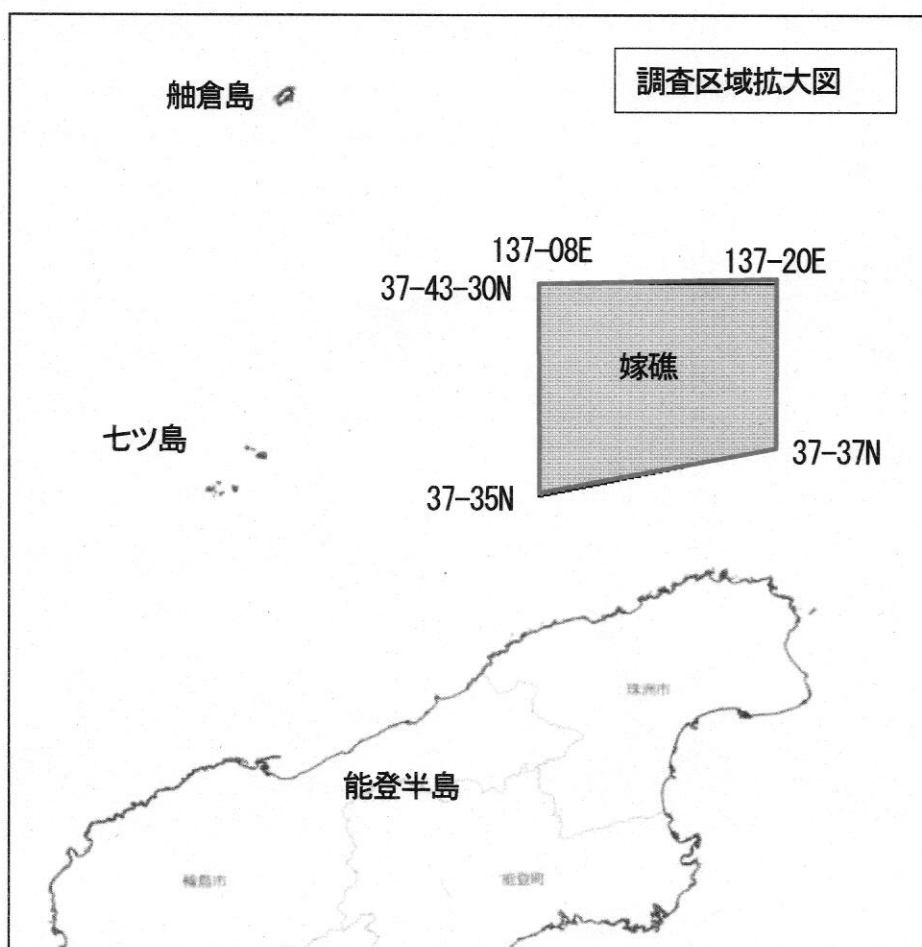 調査区域拡大図
舳倉島
137-08E
137-20E
37-43-30N
嫁礁
七ツ島
37-37N
37-35N
珠洲市
能登半島
輪島市
能登町